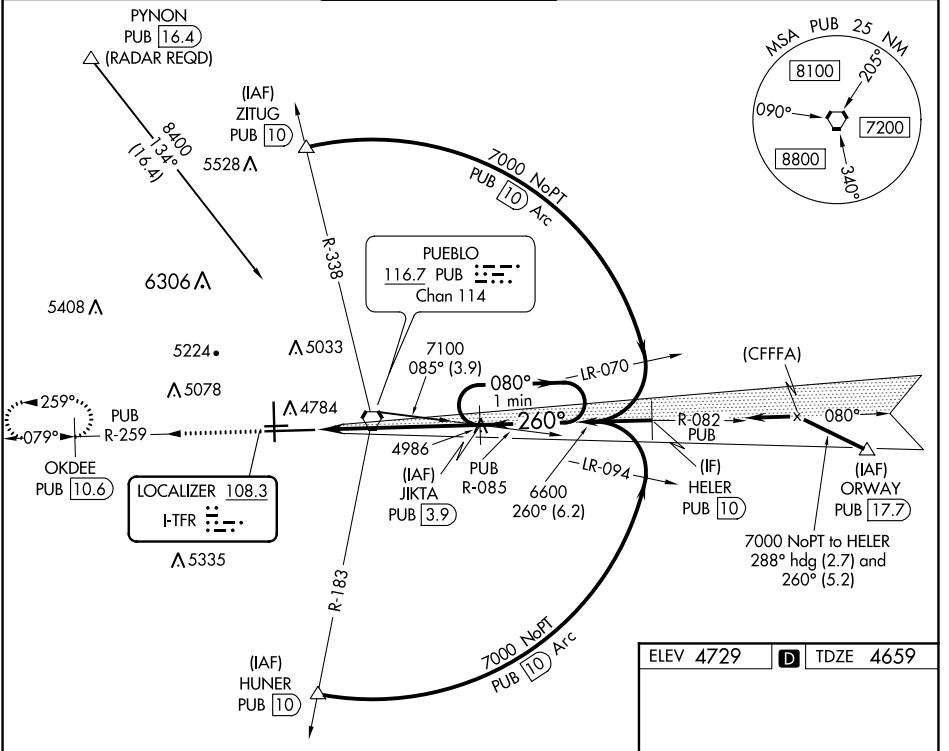 PYNON
PUB 16.4
(RADAR REQD)
8400
134°
(16.4)
(IAF)
ZITUG
PUB 10
5528
7000 NoPT
PUB 10 Arc
MSA PUB 25 NM
8100
205°
090°
7200
8800
340°
R-338
PUEBLO
116.7 PUB
Chan 114
6306
5408
5224
5033
5078
4784
7100
085° (3.9)
LR-070
(CFFFA)
080°
1 min
260°
R-082
PUB
080°
259°
079°
PUB
R-259
OKDEE
PUB 10.6
LOCALIZER 108.3
I-TFR
4986
(IAF)
JIKTA
PUB 3.9
PUB
R-085
6600
260° (6.2)
LR-094
(IF)
HELER
PUB 10
(IAF)
ORWAY
PUB 17.7
7000 NoPT to HELER
288° hdg (2.7) and
260° (5.2)
5335
R-183
7000 NoPT
PUB 10 Arc
(IAF)
HUNER
PUB 10
ELEV 4729 D TDZE 4659